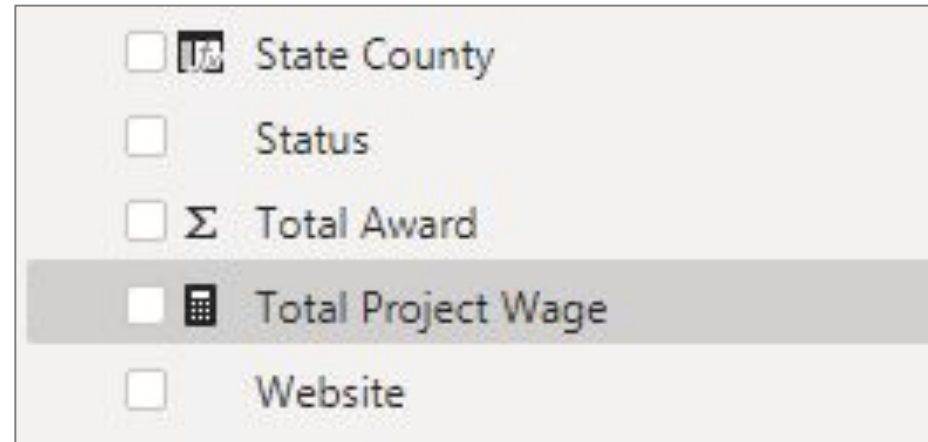 State County
Status
Σ Total Award
Total Project Wage
Website